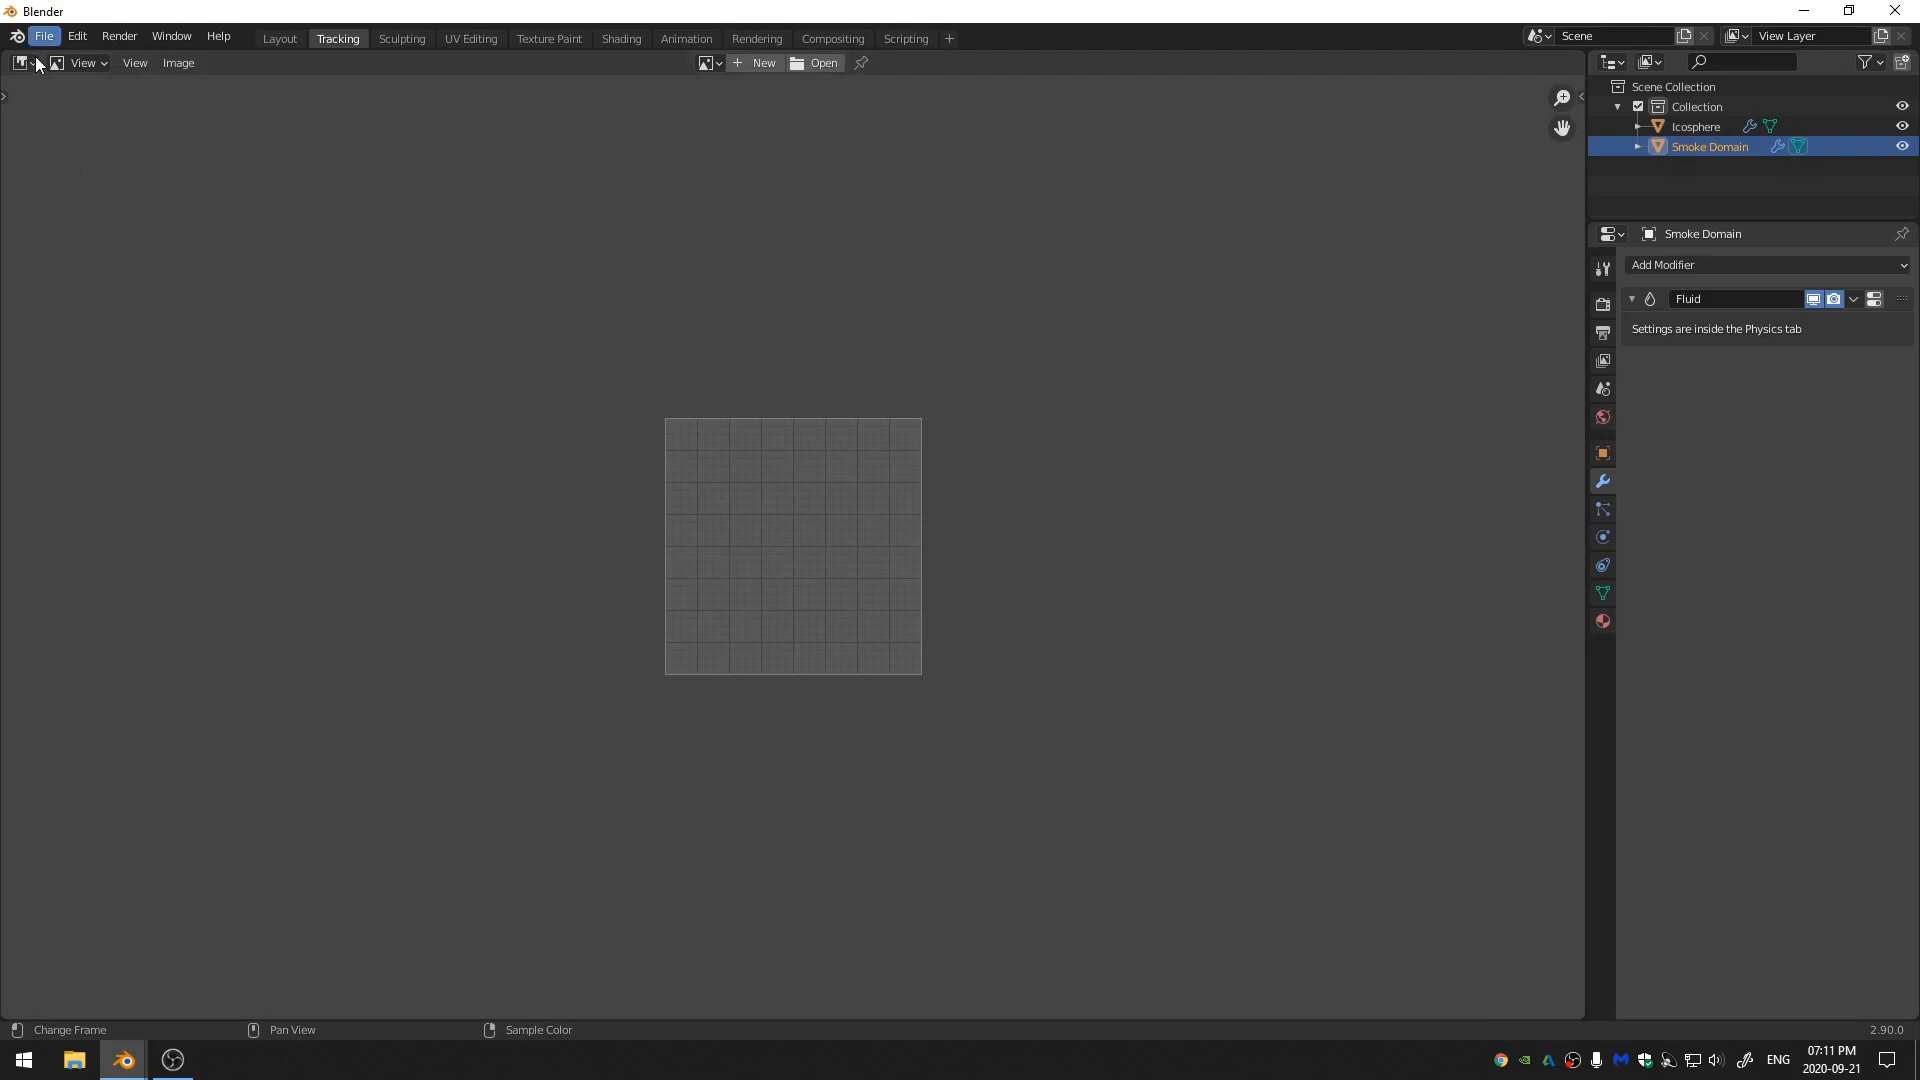 Blender
File Edit Render Window Help Layout Tracking Sculpting UV Editing Texture Paint Shading Animation Rendering Compositing Scripting + Scene View Layer
View View Image New Open
Scene Collection
Collection
Icosphere
Smoke Domain
Smoke Domain
Add Modifier
Fluid
Settings are inside the Physics tab
Change Frame Pan View Sample Color 2.90.0
ENG 07:11 PM
2020-09-21